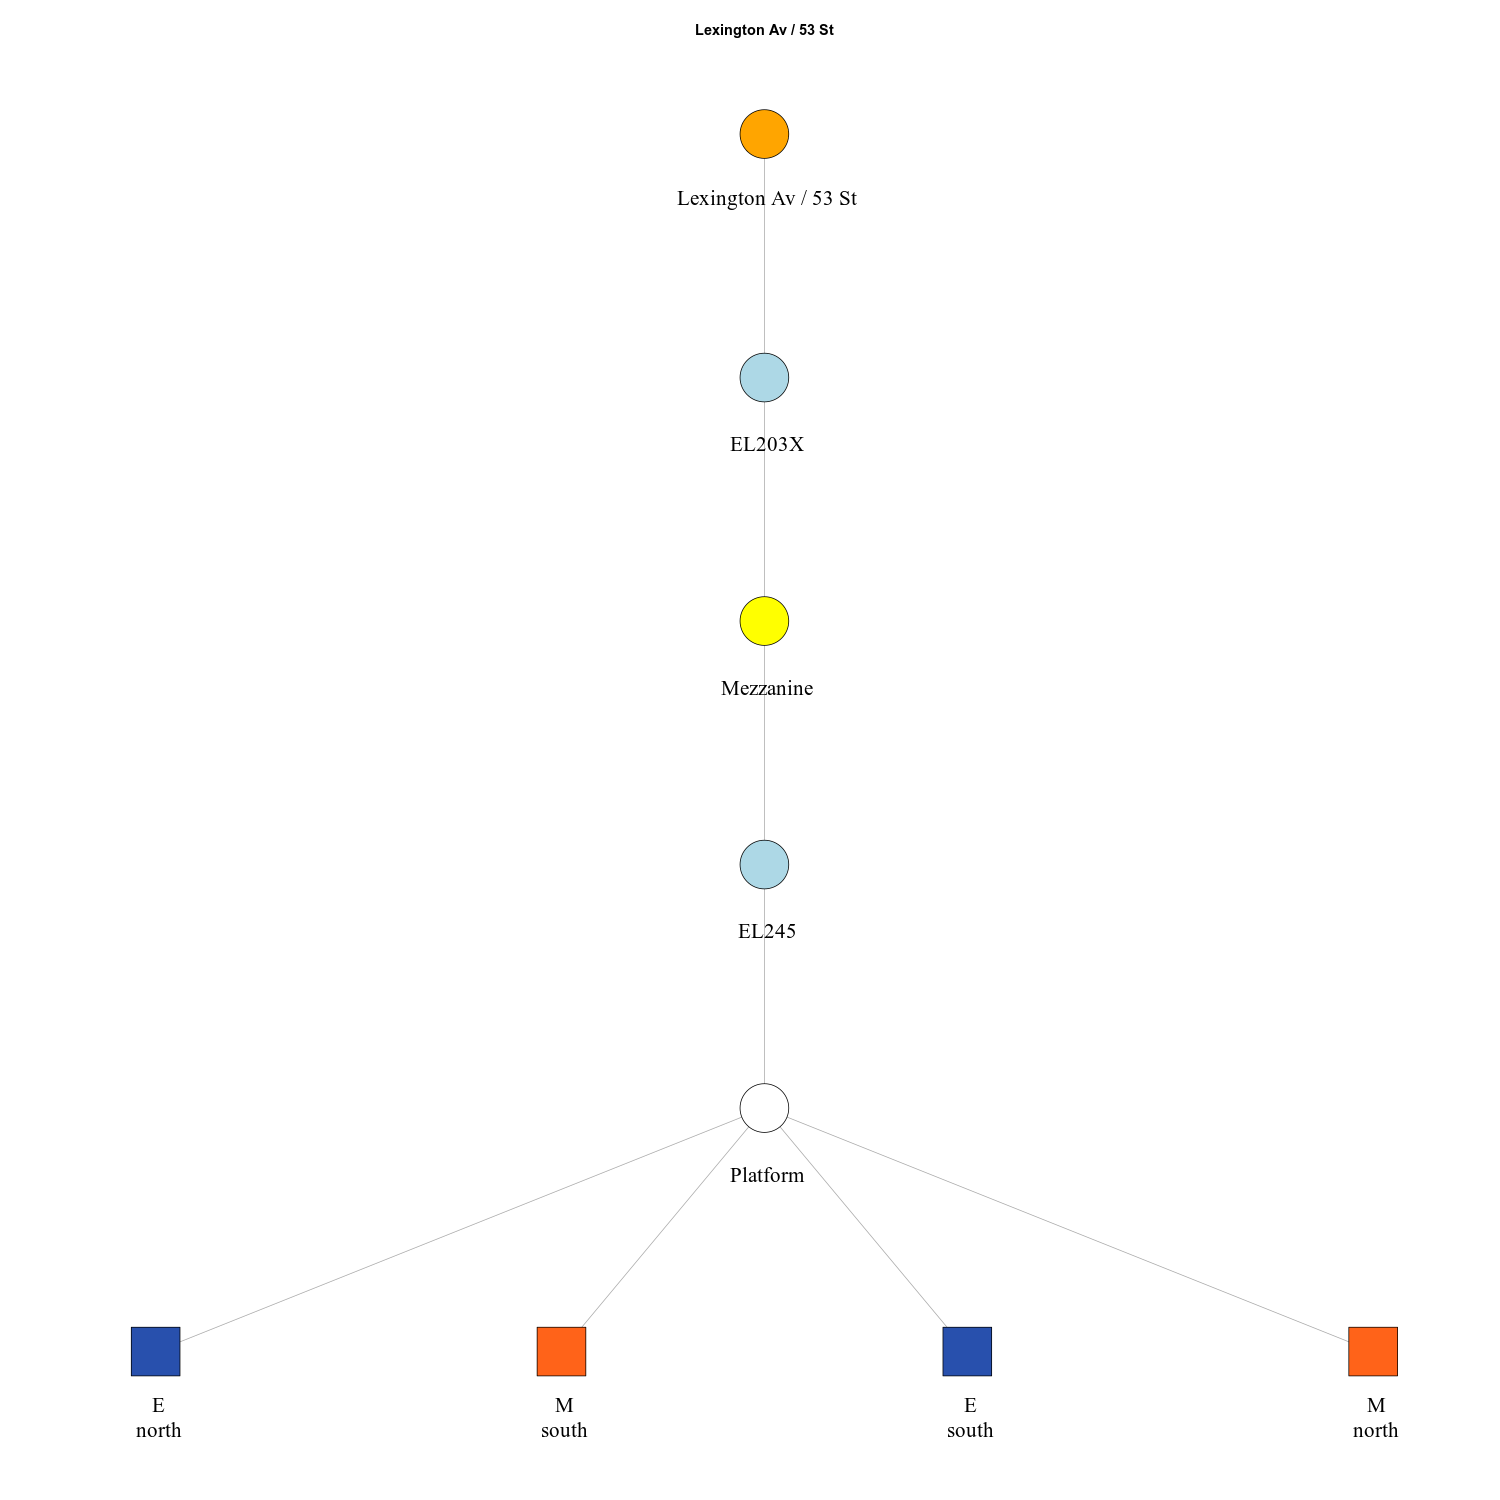 Lexington Av / 53 St
Lexington Av / 53 St
EL203X
Mezzanine
EL245
Platform
E
north
M
south
E
south
M
north